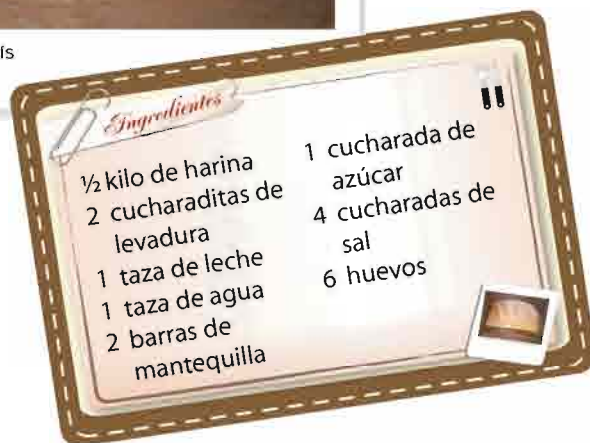 ís
Ingredientes
½ kilo de harina
2 cucharaditas de
levadura
1 taza de leche
1 taza de agua
2 barras de
mantequilla
1 cucharada de
azúcar
4 cucharadas de
sal
6 huevos